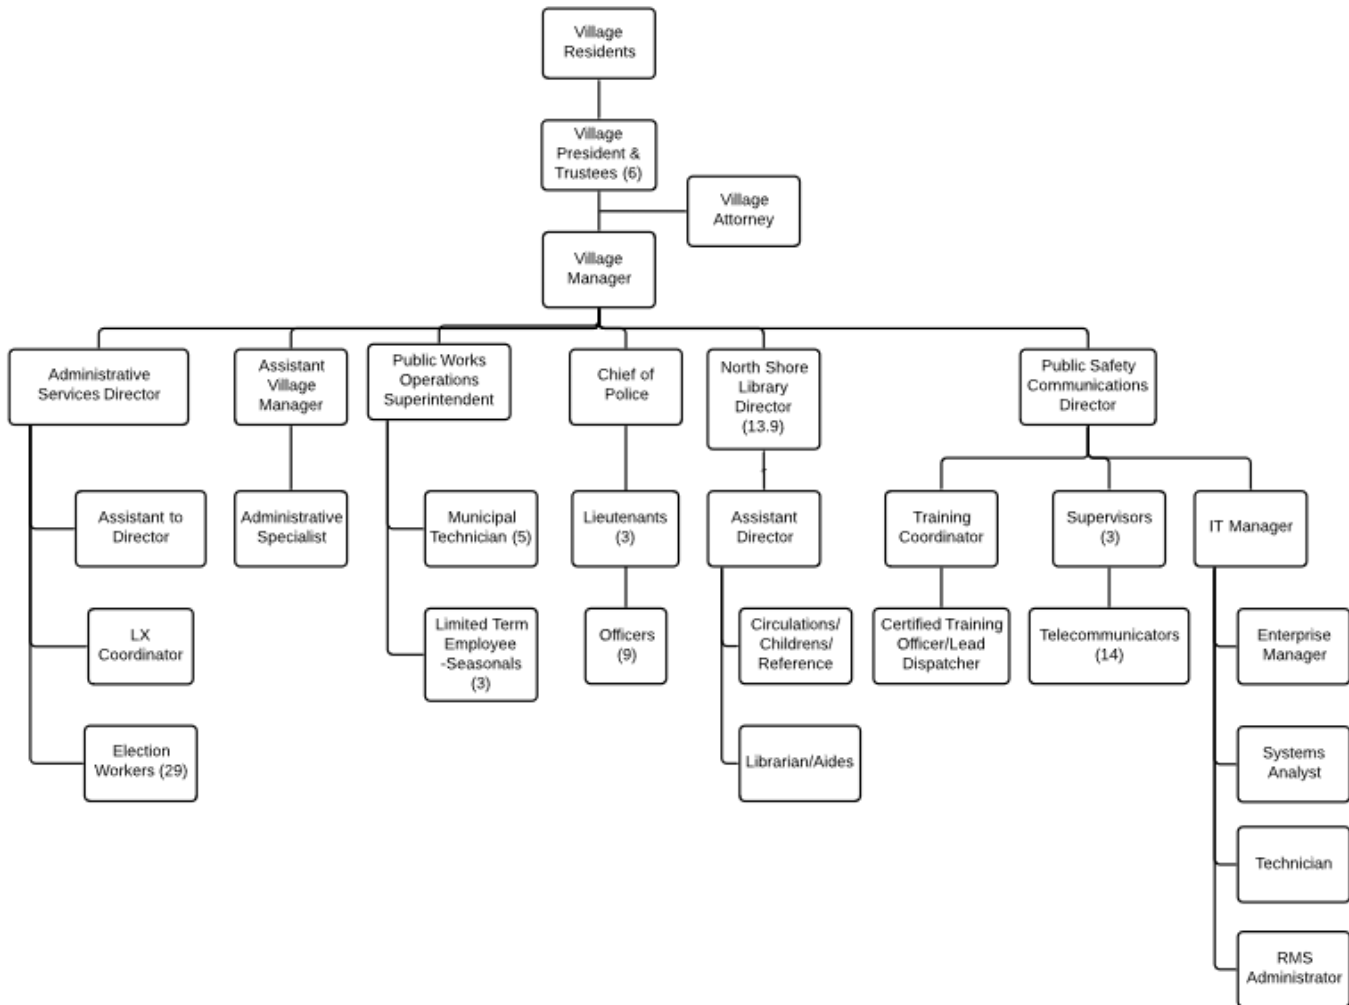 Village
Residents
Village
President &
Trustees (6)
Village
Attorney
Village
Manager
Administrative
Services Director
Assistant
Village
Manager
Public Works
Operations
Superintendent
Chief of
Police
North Shore
Library
Director
(13.9)
Public Safety
Communications
Director
Assistant to
Director
Administrative
Specialist
Municipal
Technician (5)
Lieutenants
(3)
Assistant
Director
Training
Coordinator
Supervisors
(3)
IT Manager
LX
Coordinator
Limited Term
Employee
-Seasonals
(3)
Officers
(9)
Circulations/
Childrens/
Reference
Certified Training
Officer/Lead
Dispatcher
Telecommunicators
(14)
Enterprise
Manager
Election
Workers (29)
Librarian/Aides
Systems
Analyst
Technician
RMS
Administrator